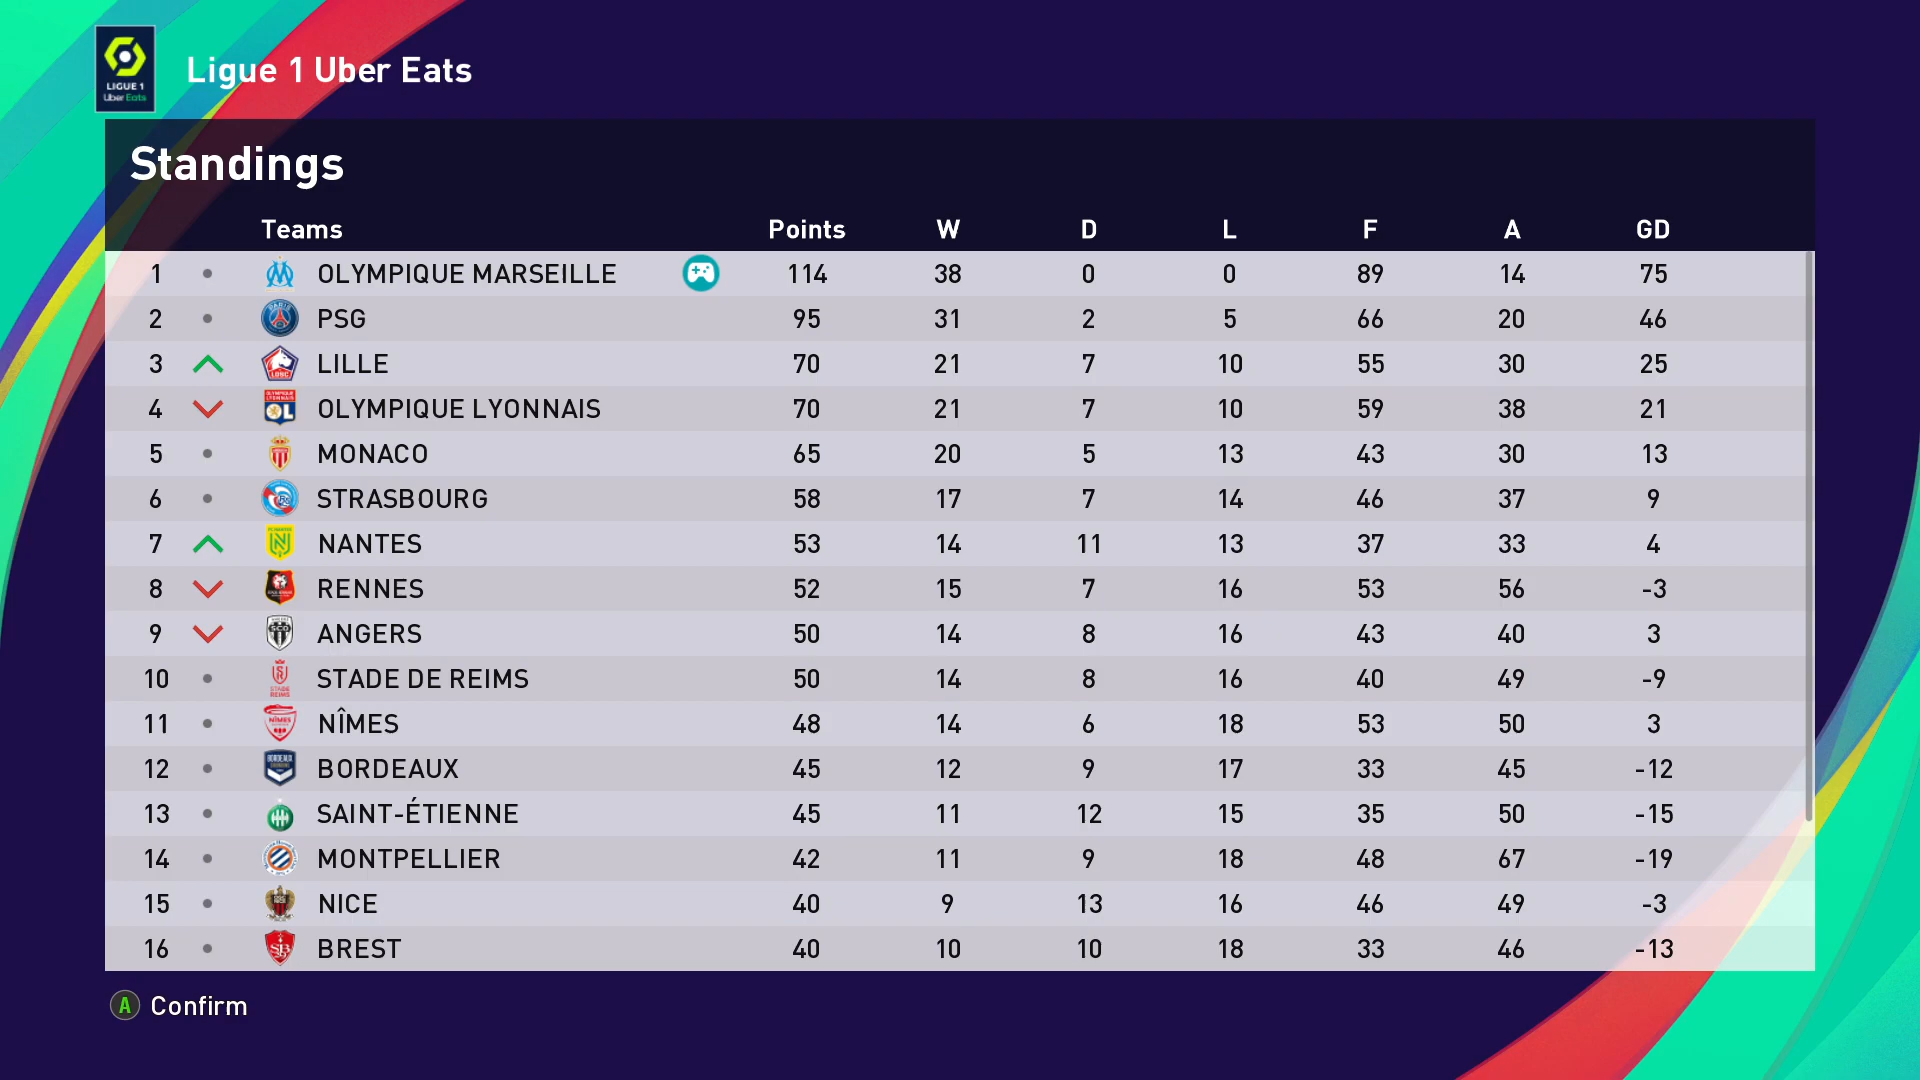 LIGUE 1
Uber Eats
Ligue 1 Uber Eats
Standings
Teams Points W D L F A GD
1 OLYMPIQUE MARSEILLE 114 38 0 0 89 14 75
2 PSG 95 31 2 5 66 20 46
3 LILLE 70 21 7 10 55 30 25
4 OLYMPIQUE LYONNAIS 70 21 7 10 59 38 21
5 MONACO 65 20 5 13 43 30 13
6 STRASBOURG 58 17 7 14 46 37 9
7 NANTES 53 14 11 13 37 33 4
8 RENNES 52 15 7 16 53 56 -3
9 ANGERS 50 14 8 16 43 40 3
10 STADE DE REIMS 50 14 8 16 40 49 -9
11 NÎMES 48 14 6 18 53 50 3
12 BORDEAUX 45 12 9 17 33 45 -12
13 SAINT-ÉTIENNE 45 11 12 15 35 50 -15
14 MONTPELLIER 42 11 9 18 48 67 -19
15 NICE 40 9 13 16 46 49 -3
16 BREST 40 10 10 18 33 46 -13
A Confirm